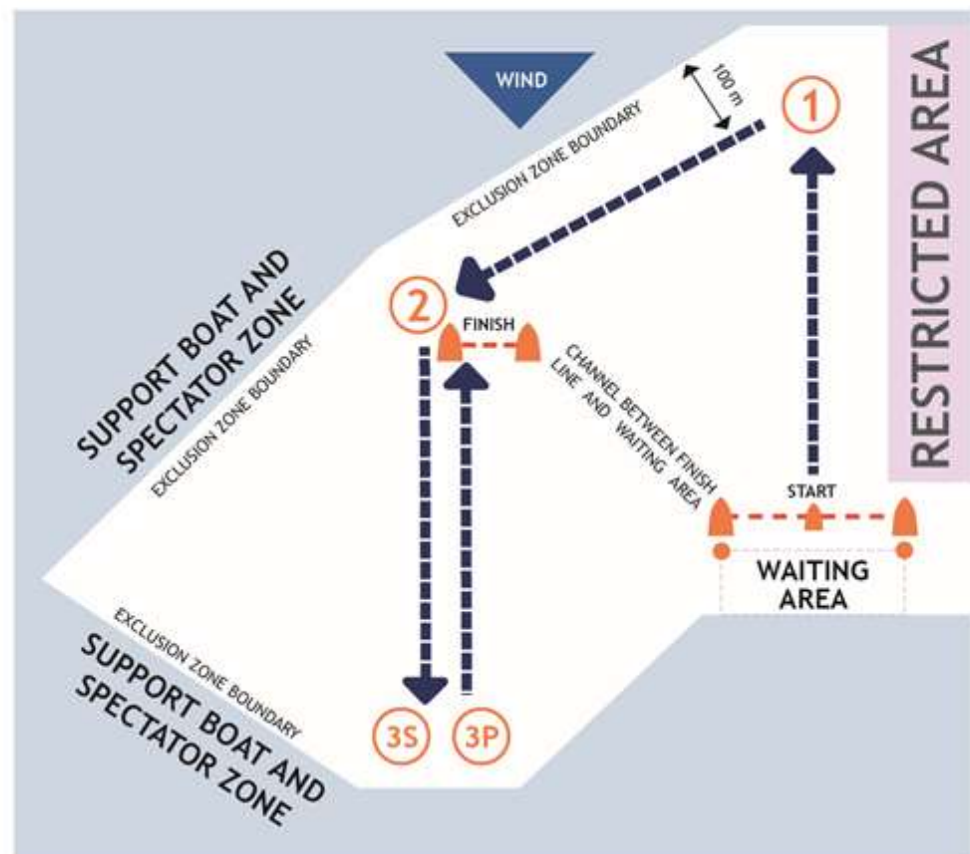 WIND
100 m
1
RESTRICTED AREA
EXCLUSION ZONE BOUNDARY
SUPPORT BOAT AND
SPECTATOR ZONE
EXCLUSION ZONE BOUNDARY
2
FINISH
CHANNEL BETWEEN FINISH
LINE AND WAITING AREA
START
WAITING
AREA
EXCLUSION ZONE BOUNDARY
SUPPORT BOAT AND
SPECTATOR ZONE
3S
3P